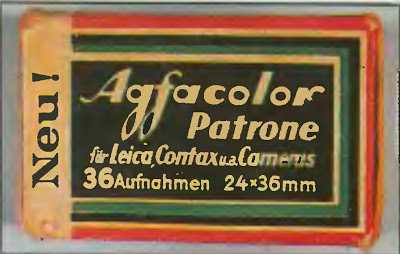 Neu!
Agfacolor
Patrone
für Leica, Contax u.a. Cameras
36 Aufnahmen 24×36mm